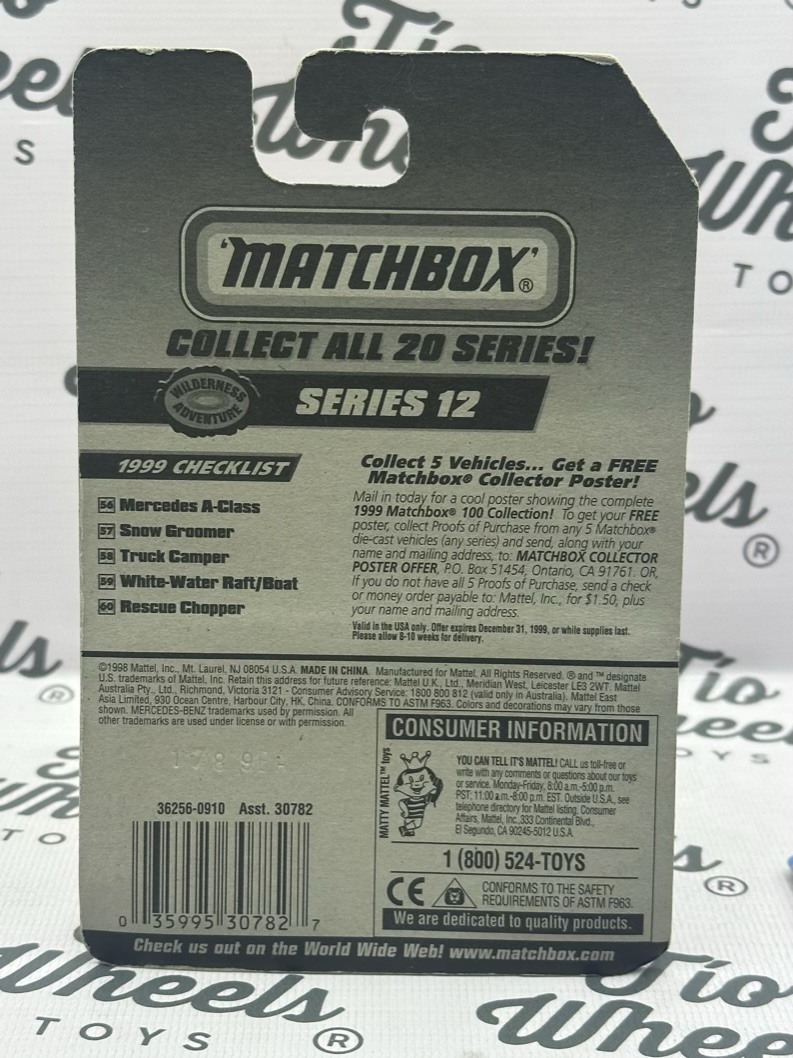 'MATCHBOX'®
COLLECT ALL 20 SERIES!
WILDERNESS
ADVENTURE
SERIES 12
1999 CHECKLIST
56 Mercedes A-Class
57 Snow Groomer
58 Truck Camper
59 White-Water Raft/Boat
60 Rescue Chopper
Collect 5 Vehicles... Get a FREE
Matchbox® Collector Poster!
Mail in today for a cool poster showing the complete
1999 Matchbox® 100 Collection! To get your FREE
poster, collect Proofs of Purchase from any 5 Matchbox®
die-cast vehicles (any series) and send, along with your
name and mailing address, to: MATCHBOX COLLECTOR
POSTER OFFER, P.O. Box 51454, Ontario, CA 91761. OR,
If you do not have all 5 Proofs of Purchase, send a check
or money order payable to: Mattel, Inc., for $1.50, plus
your name and mailing address.
Valid in the USA only. Offer expires December 31, 1999, or while supplies last.
Please allow 8-10 weeks for delivery.
©1998 Mattel, Inc., Mt. Laurel, NJ 08054 U.S.A. MADE IN CHINA. Manufactured for Mattel. All Rights Reserved. ® and ™ designate
U.S. trademarks of Mattel, Inc. Retain this address for future reference: Mattel U.K., Ltd., Meridian West, Leicester LE3 2WT. Mattel
Australia Pty., Ltd., Richmond, Victoria 3121 - Consumer Advisory Service: 1800 800 812 (valid only in Australia). Mattel East
Asia Limited, 930 Ocean Centre, Harbour City, HK, China. CONFORMS TO ASTM F963. Colors and decorations may vary from those
shown. MERCEDES-BENZ trademarks used by permission. All
other trademarks are used under license or with permission.
36256-0910 Asst. 30782
0 35995 30782 7
CONSUMER INFORMATION
MATTY MATTEL™ toys
YOU CAN TELL IT'S MATTEL! CALL us toll-free or
write with any comments or questions about our toys
or service. Monday-Friday, 8:00 a.m.-5:00 p.m.
PST; 11:00 a.m.-8:00 p.m. EST. Outside U.S.A., see
telephone directory for Mattel listing. Consumer
Affairs, Mattel, Inc., 333 Continental Blvd.,
El Segundo, CA 90245-5012 U.S.A.
1 (800) 524-TOYS
CE
CONFORMS TO THE SAFETY
REQUIREMENTS OF ASTM F963.
We are dedicated to quality products.
Check us out on the World Wide Web! www.matchbox.com
Tio
Wheels
TOYS
®
Tio
Wheels